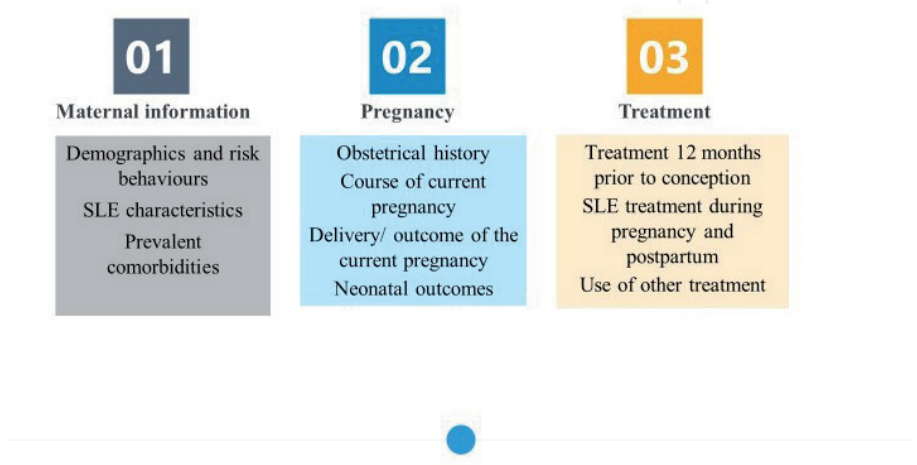 01
Maternal information
Demographics and risk
behaviours
SLE characteristics
Prevalent
comorbidities
02
Pregnancy
Obstetrical history
Course of current
pregnancy
Delivery/ outcome of the
current pregnancy
Neonatal outcomes
03
Treatment
Treatment 12 months
prior to conception
SLE treatment during
pregnancy and
postpartum
Use of other treatment